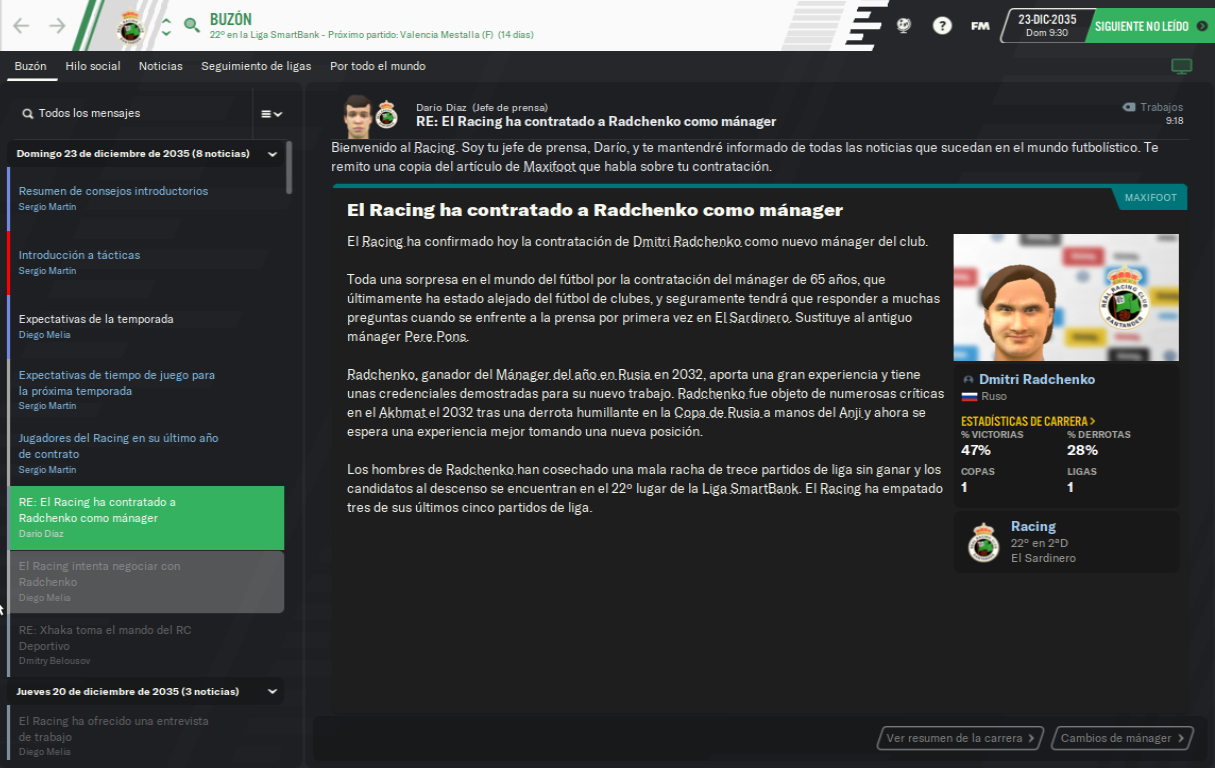 BUZÓN
22º en la Liga SmartBank - Próximo partido: Valencia Mestalla (F) (14 días)
?
FM
23-DIC-2035
Dom 9:30
SIGUIENTE NO LEÍDO
Buzón
Hilo social
Noticias
Seguimiento de ligas
Por todo el mundo
Todos los mensajes
Domingo 23 de diciembre de 2035 (8 noticias)
Resumen de consejos introductorios
Sergio Martín
Introducción a tácticas
Sergio Martín
Expectativas de la temporada
Diego Melia
Expectativas de tiempo de juego para
la próxima temporada
Sergio Martín
Jugadores del Racing en su último año
de contrato
Sergio Martín
RE: El Racing ha contratado a
Radchenko como mánager
Darío Díaz
El Racing intenta negociar con
Radchenko
Diego Melia
RE: Xhaka toma el mando del RC
Deportivo
Dmitry Belousov
Jueves 20 de diciembre de 2035 (3 noticias)
El Racing ha ofrecido una entrevista
de trabajo
Diego Melia
Darío Díaz (Jefe de prensa)
RE: El Racing ha contratado a Radchenko como mánager
Trabajos
9:18
Bienvenido al Racing. Soy tu jefe de prensa, Darío, y te mantendré informado de todas las noticias que sucedan en el mundo futbolístico. Te
remito una copia del artículo de Maxifoot que habla sobre tu contratación.
MAXIFOOT
El Racing ha contratado a Radchenko como mánager
El Racing ha confirmado hoy la contratación de Dmitri Radchenko como nuevo mánager del club.
Toda una sorpresa en el mundo del fútbol por la contratación del mánager de 65 años, que
últimamente ha estado alejado del fútbol de clubes, y seguramente tendrá que responder a muchas
preguntas cuando se enfrente a la prensa por primera vez en El Sardinero. Sustituye al antiguo
mánager Pere Pons.
Radchenko, ganador del Mánager del año en Rusia en 2032, aporta una gran experiencia y tiene
unas credenciales demostradas para su nuevo trabajo. Radchenko fue objeto de numerosas críticas
en el Akhmat el 2032 tras una derrota humillante en la Copa de Rusia a manos del Anji y ahora se
espera una experiencia mejor tomando una nueva posición.
Los hombres de Radchenko han cosechado una mala racha de trece partidos de liga sin ganar y los
candidatos al descenso se encuentran en el 22º lugar de la Liga SmartBank. El Racing ha empatado
tres de sus últimos cinco partidos de liga.
REAL RACING CLUB
SANTANDER
Dmitri Radchenko
Ruso
ESTADÍSTICAS DE CARRERA >
% VICTORIAS
% DERROTAS
47%
28%
COPAS
LIGAS
1
1
Racing
22º en 2ªD
El Sardinero
Ver resumen de la carrera >
Cambios de mánager >